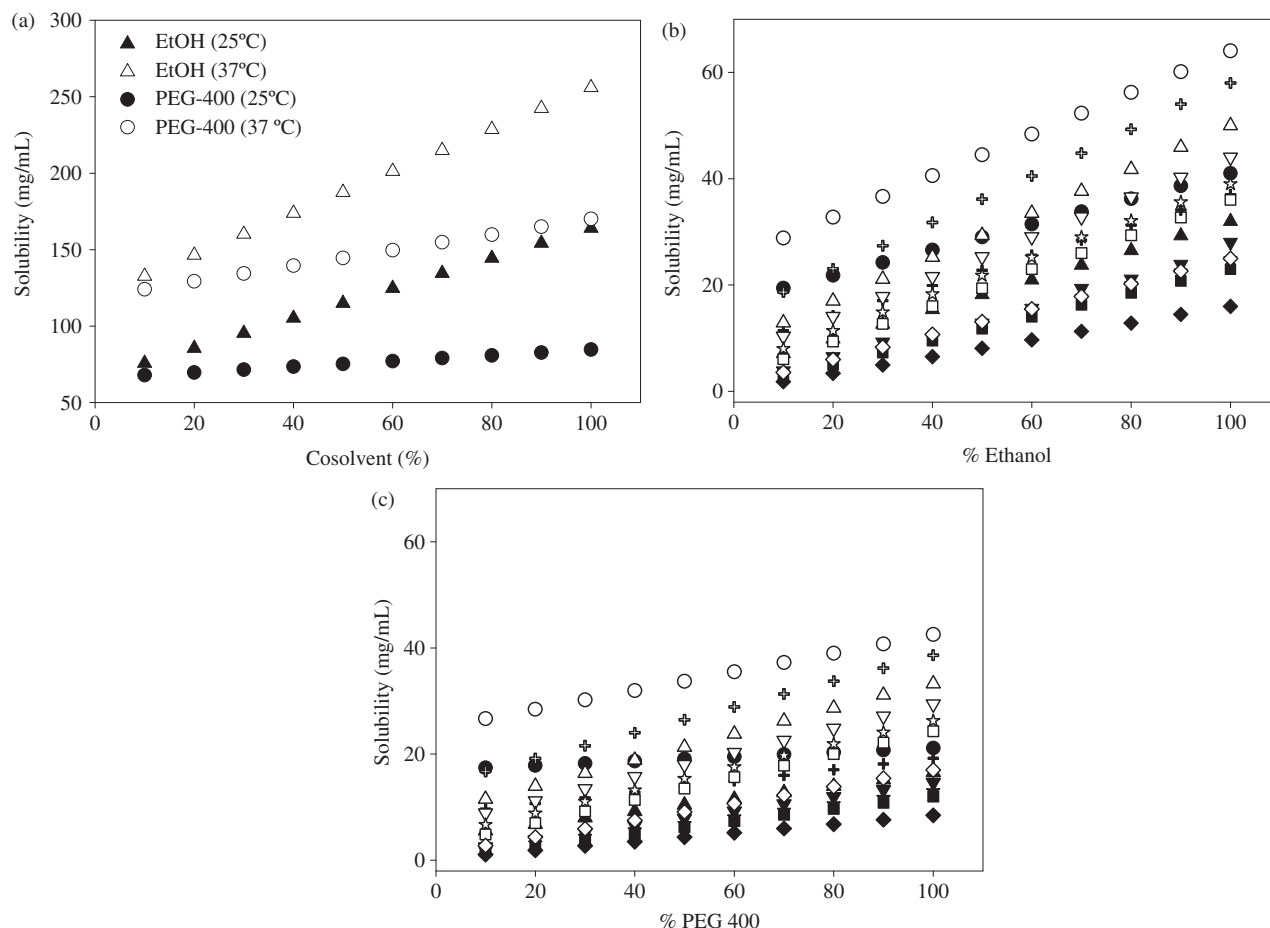 (a)
300
250
200
150
100
50
Solubility (mg/mL)
EtOH (25ºC)
EtOH (37ºC)
PEG-400 (25ºC)
PEG-400 (37 ºC)
0 20 40 60 80 100
Cosolvent (%)
(b)
60
40
20
0
Solubility (mg/mL)
0 20 40 60 80 100
% Ethanol
(c)
60
40
20
0
Solubility (mg/mL)
0 20 40 60 80 100
% PEG 400